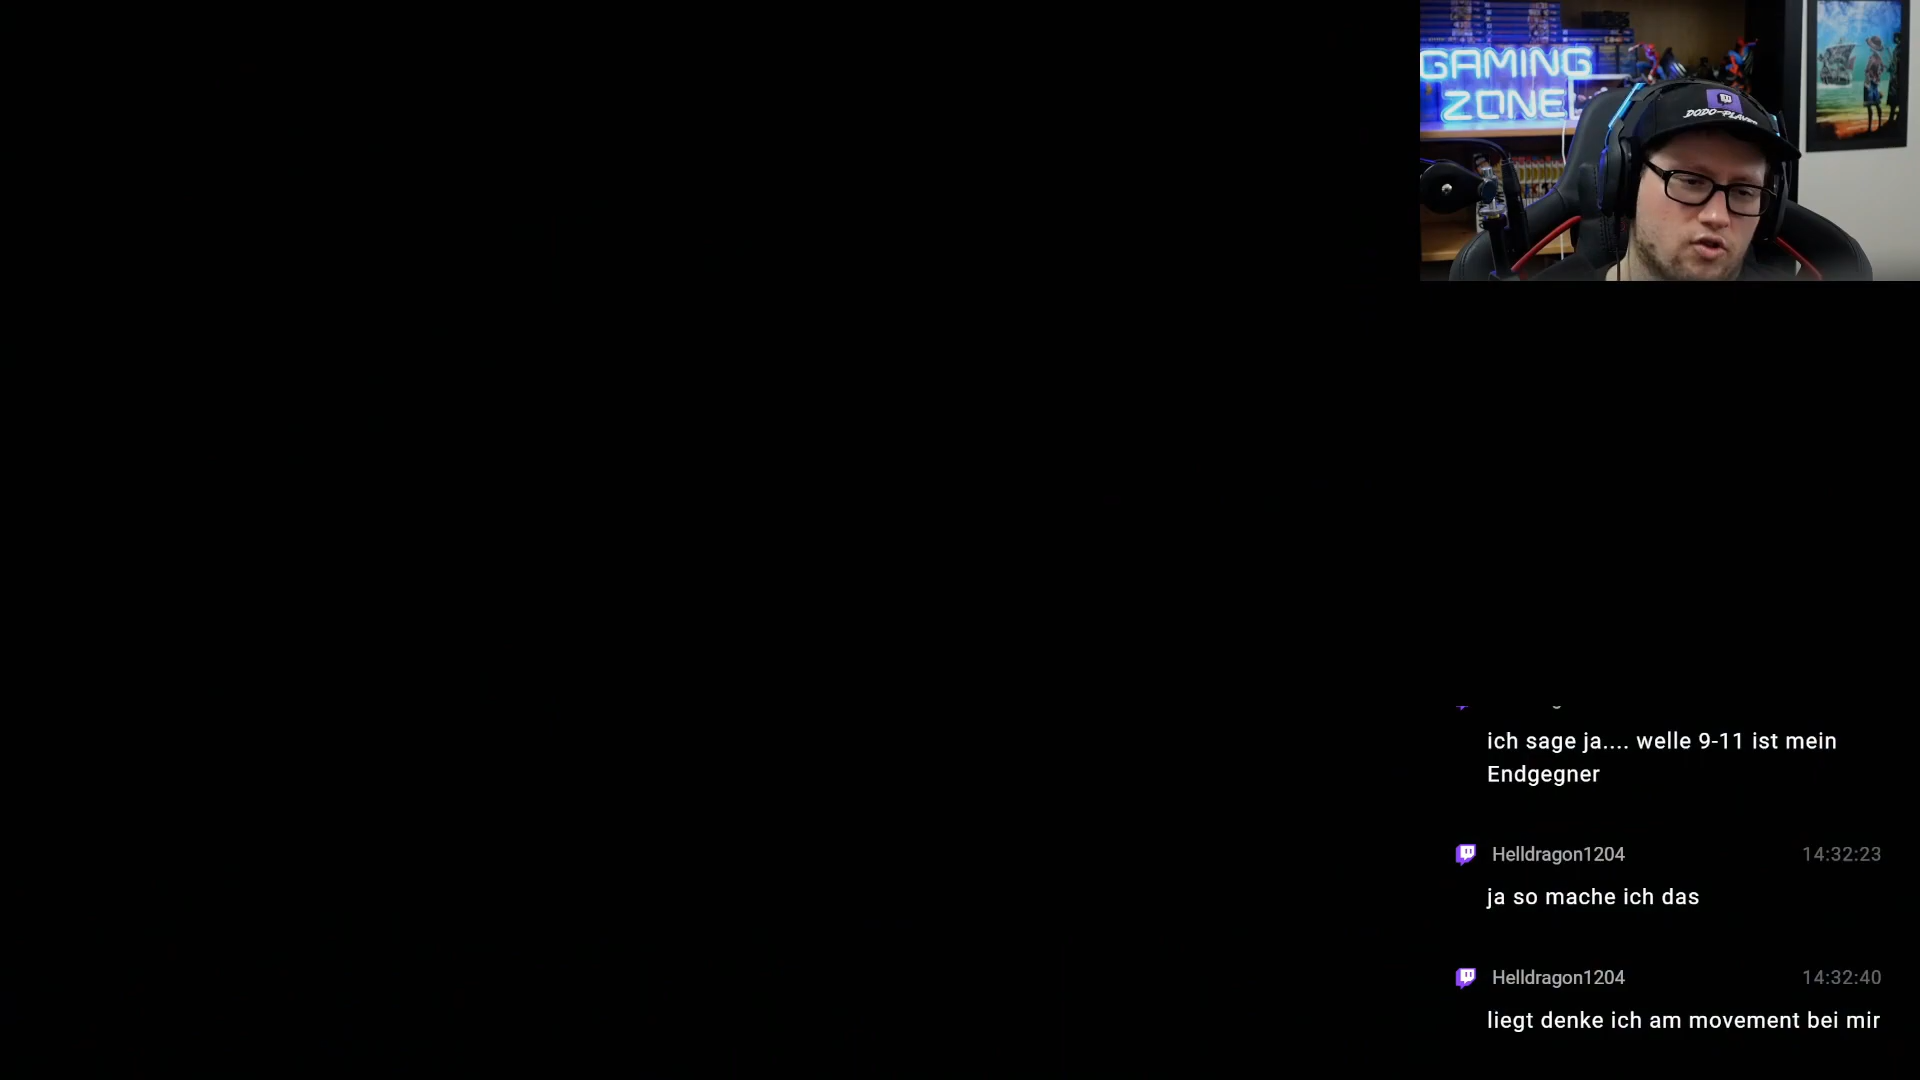 GAMING
ZONE
DODO-PLAYER
ich sage ja.... welle 9-11 ist mein
Endgegner
Helldragon1204 14:32:23
ja so mache ich das
Helldragon1204 14:32:40
liegt denke ich am movement bei mir